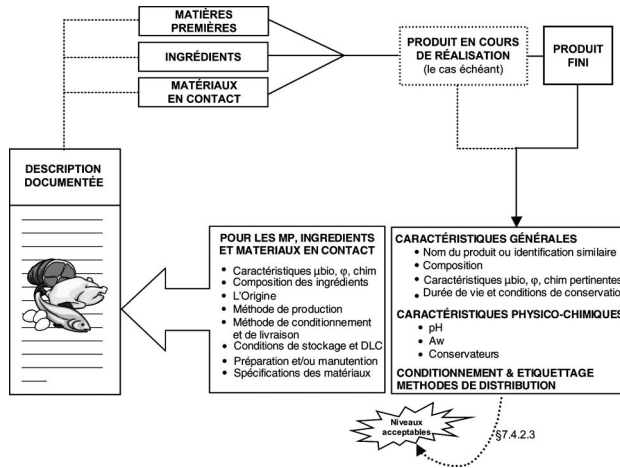 MATIÈRES
PREMIÈRES
INGRÉDIENTS
MATÉRIAUX
EN CONTACT
PRODUIT EN COURS
DE RÉALISATION
(le cas échéant)
PRODUIT
FINI
DESCRIPTION
DOCUMENTÉE
POUR LES MP, INGREDIENTS
ET MATERIAUX EN CONTACT
• Caractéristiques µbio, φ, chim
• Composition des ingrédients
• L'Origine
• Méthode de production
• Méthode de conditionnement
et de livraison
• Conditions de stockage et DLC
• Préparation et/ou manutention
• Spécifications des matériaux
CARACTÉRISTIQUES GÉNÉRALES
• Nom du produit ou identification similaire
• Composition
• Caractéristiques µbio, φ, chim pertinentes
• Durée de vie et conditions de conservatio
CARACTÉRISTIQUES PHYSICO-CHIMIQUES
• pH
• Aw
• Conservateurs
CONDITIONNEMENT & ETIQUETTAGE
METHODES DE DISTRIBUTION
Niveaux
acceptables
§7.4.2.3